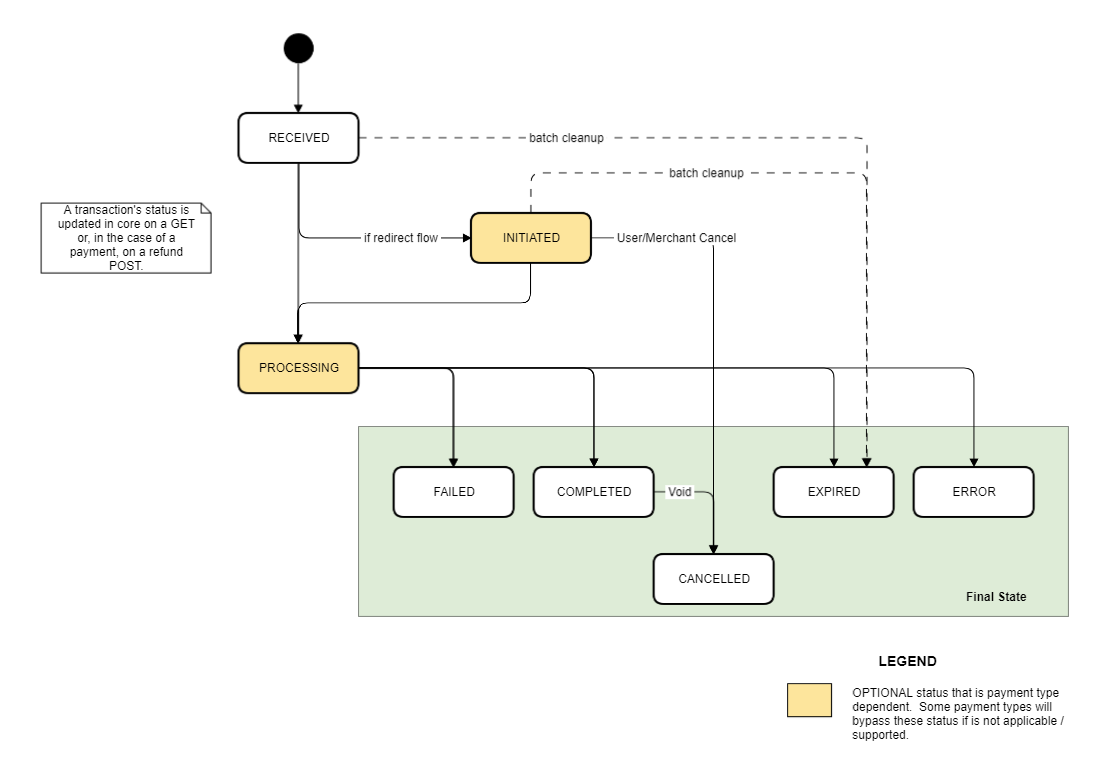 RECEIVED
batch cleanup
batch cleanup
A transaction's status is
updated in core on a GET
or, in the case of a
payment, on a refund
POST.
if redirect flow
INITIATED
User/Merchant Cancel
PROCESSING
FAILED
COMPLETED
Void
EXPIRED
ERROR
CANCELLED
Final State
LEGEND
OPTIONAL status that is payment type
dependent. Some payment types will
bypass these status if is not applicable /
supported.